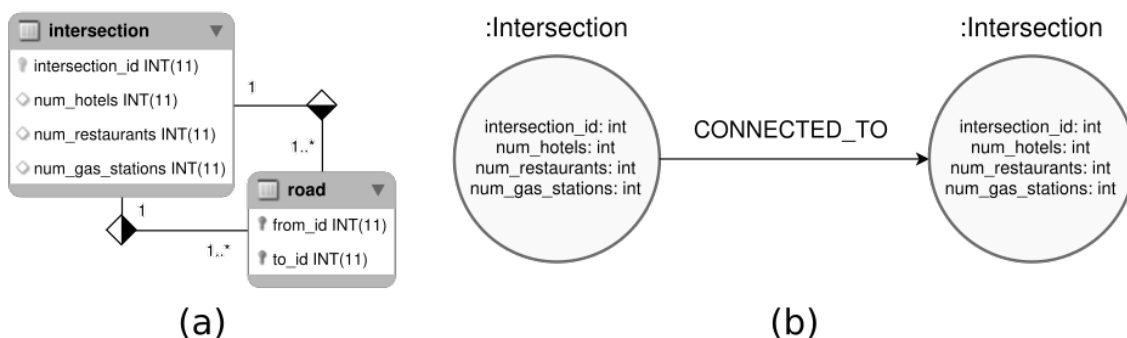 intersection
intersection_id INT(11)
num_hotels INT(11)
num_restaurants INT(11)
num_gas_stations INT(11)
1
1..*
1
1..*
road
from_id INT(11)
to_id INT(11)
(a)
:Intersection
intersection_id: int
num_hotels: int
num_restaurants: int
num_gas_stations: int
CONNECTED_TO
:Intersection
intersection_id: int
num_hotels: int
num_restaurants: int
num_gas_stations: int
(b)